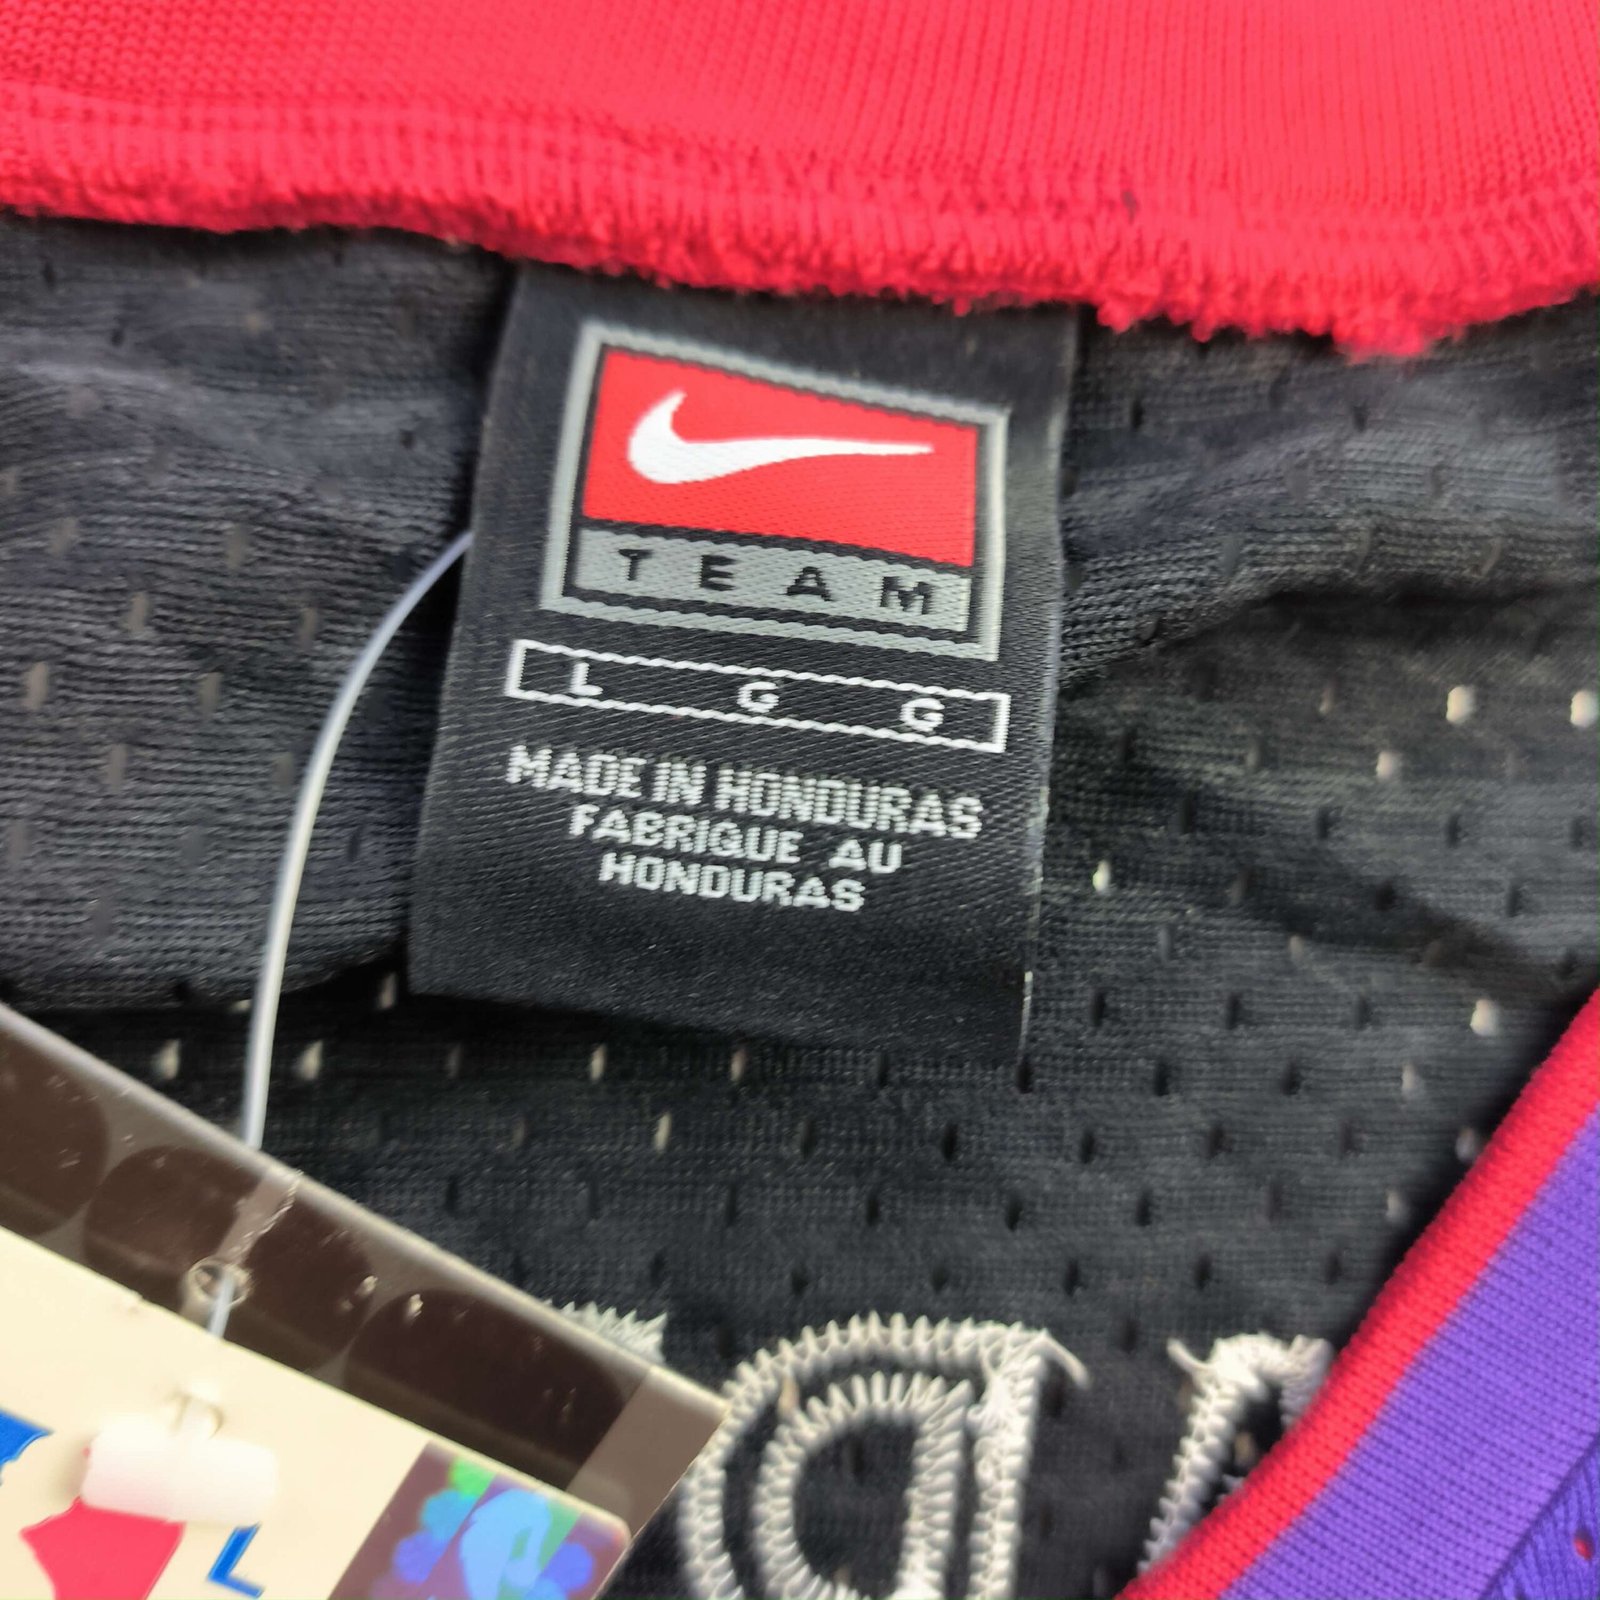 TEAM
L G G
MADE IN HONDURAS
FABRIQUE AU
HONDURAS
L